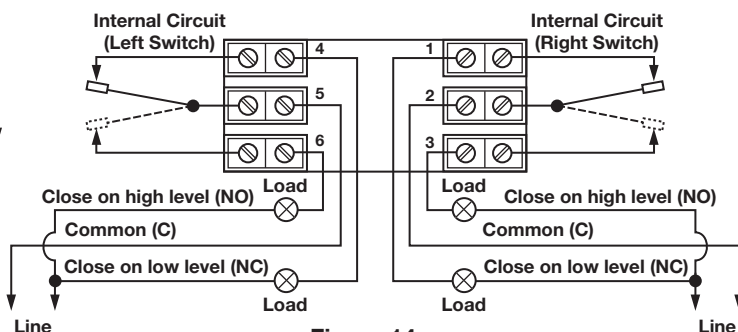 Internal Circuit
(Left Switch)
Internal Circuit
(Right Switch)
4
1
5
2
6
3
Load
Load
Close on high level (NO)
Close on high level (NO)
Common (C)
Common (C)
Close on low level (NC)
Close on low level (NC)
Load
Load
Line
Line